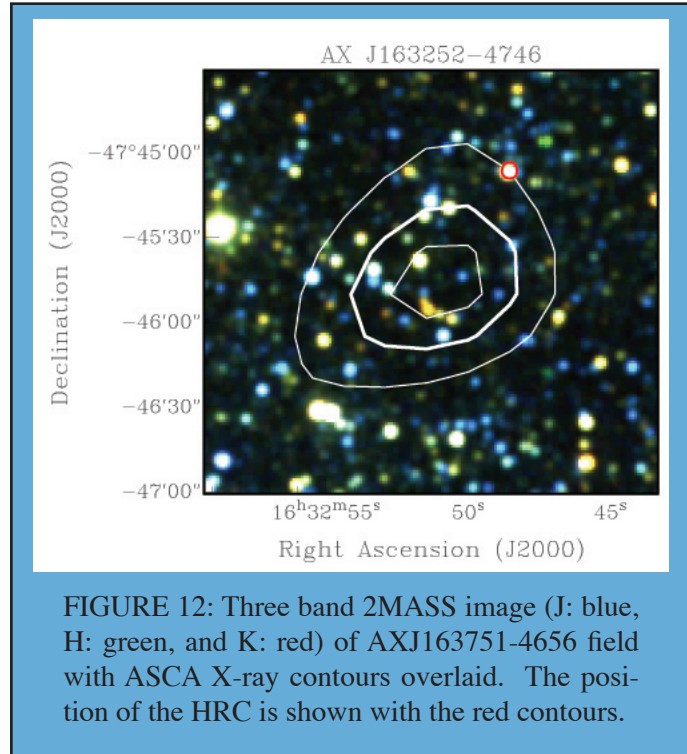 AX J163252−4746
−47°45'00"
−45'30"
−46'00"
−46'30"
−47'00"
Declination (J2000)
16ʰ32ᵐ55ˢ 50ˢ 45ˢ
Right Ascension (J2000)
FIGURE 12: Three band 2MASS image (J: blue,
H: green, and K: red) of AXJ163751-4656 field
with ASCA X-ray contours overlaid. The posi-
tion of the HRC is shown with the red contours.